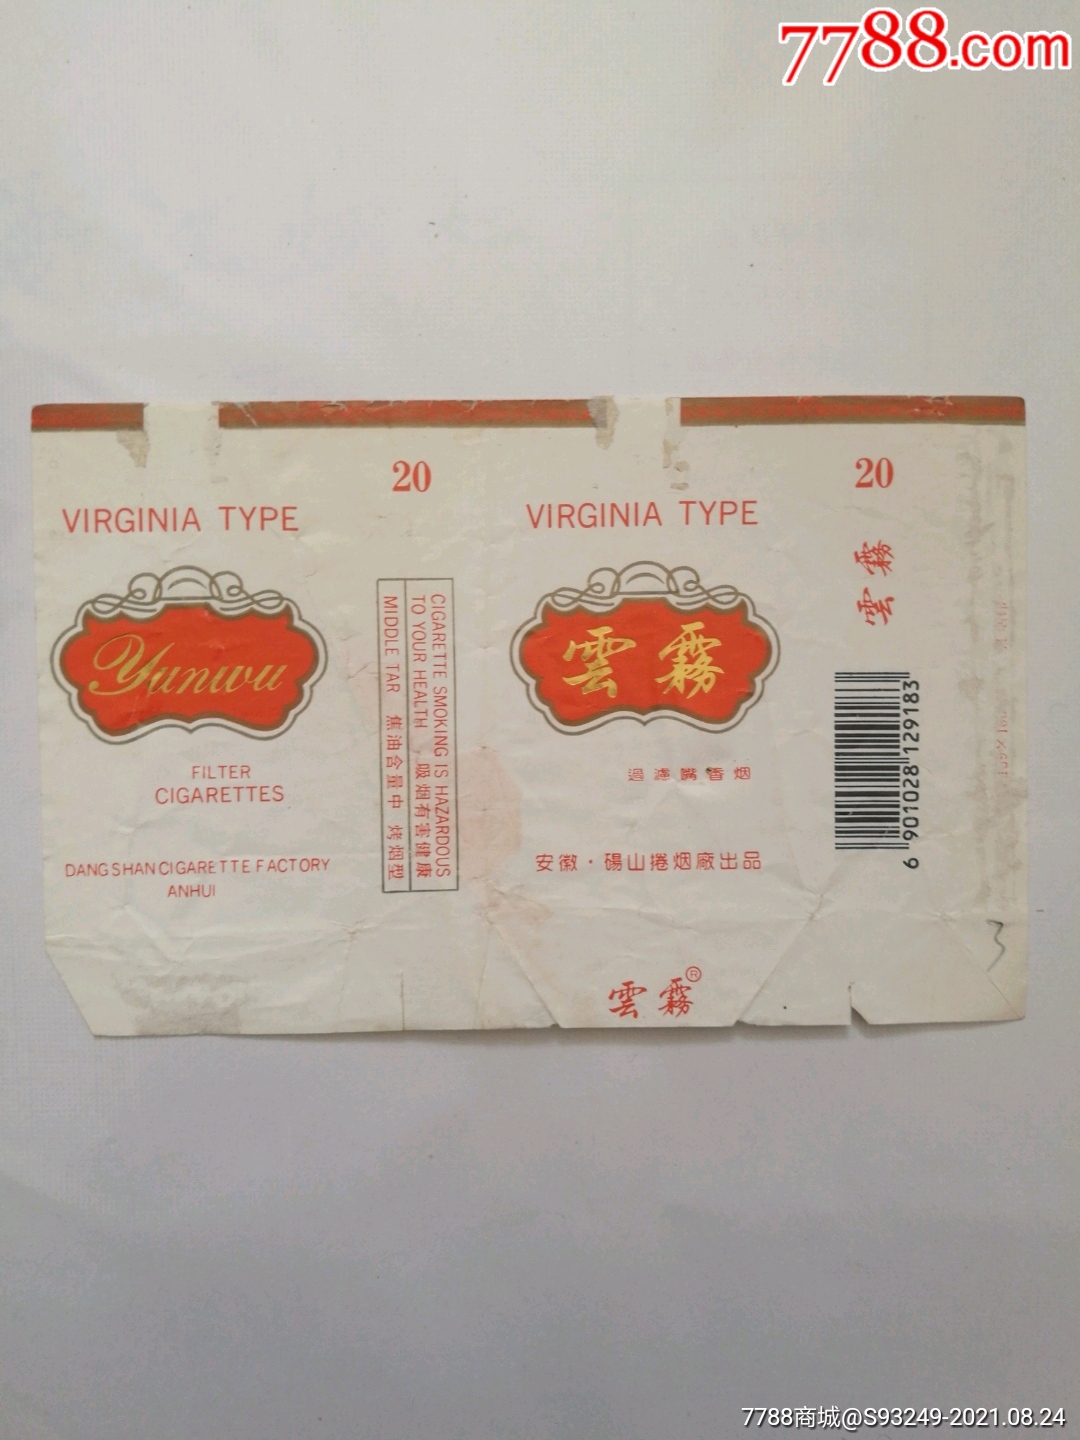 7788.com
20
VIRGINIA TYPE
Yunwu
FILTER
CIGARETTES
DANGSHAN CIGARETTE FACTORY
ANHUI
CIGARETTE SMOKING IS HAZARDOUS
TO YOUR HEALTH 吸烟有害健康
MIDDLE TAR 焦油含量中 烤烟型
VIRGINIA TYPE
雲霧
過濾嘴香烟
安徽·碭山捲烟廠出品
雲霧®
20
雲霧
6 901028 129183
3
7788商城@S93249-2021.08.24